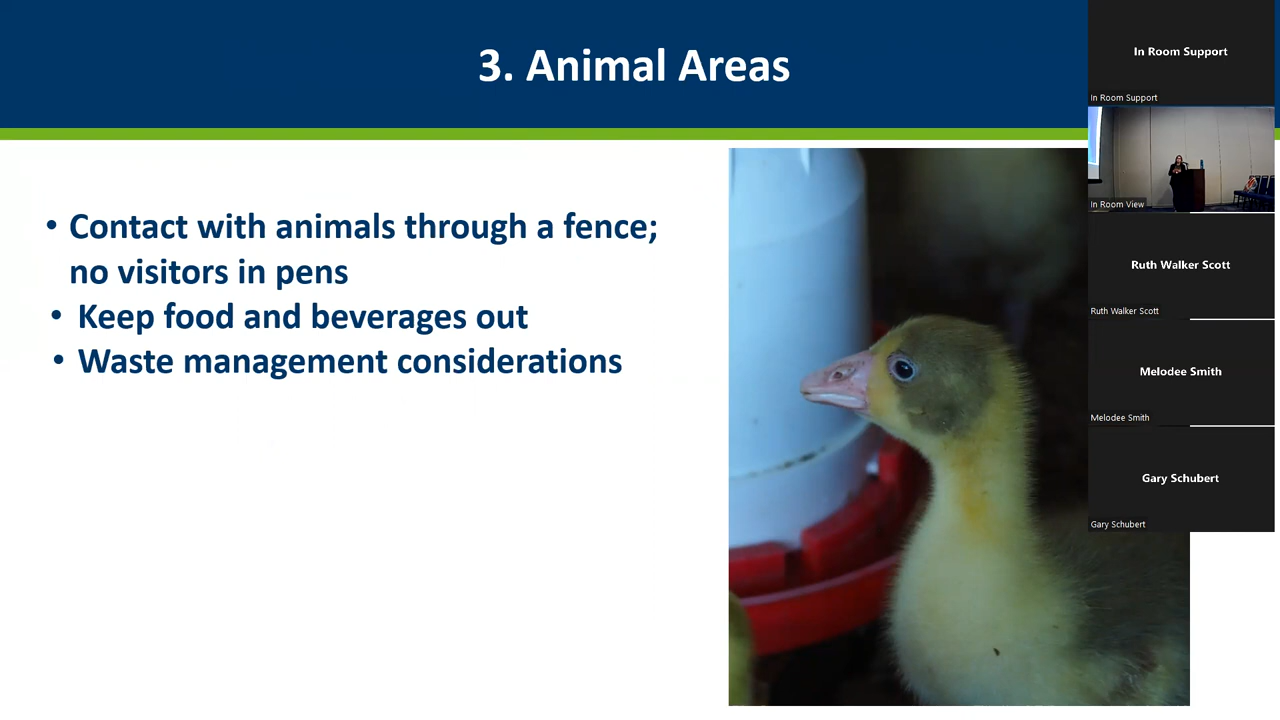 3. Animal Areas
• Contact with animals through a fence;
no visitors in pens
• Keep food and beverages out
• Waste management considerations
In Room Support
In Room Support
In Room View
Ruth Walker Scott
Ruth Walker Scott
Melodee Smith
Melodee Smith
Gary Schubert
Gary Schubert